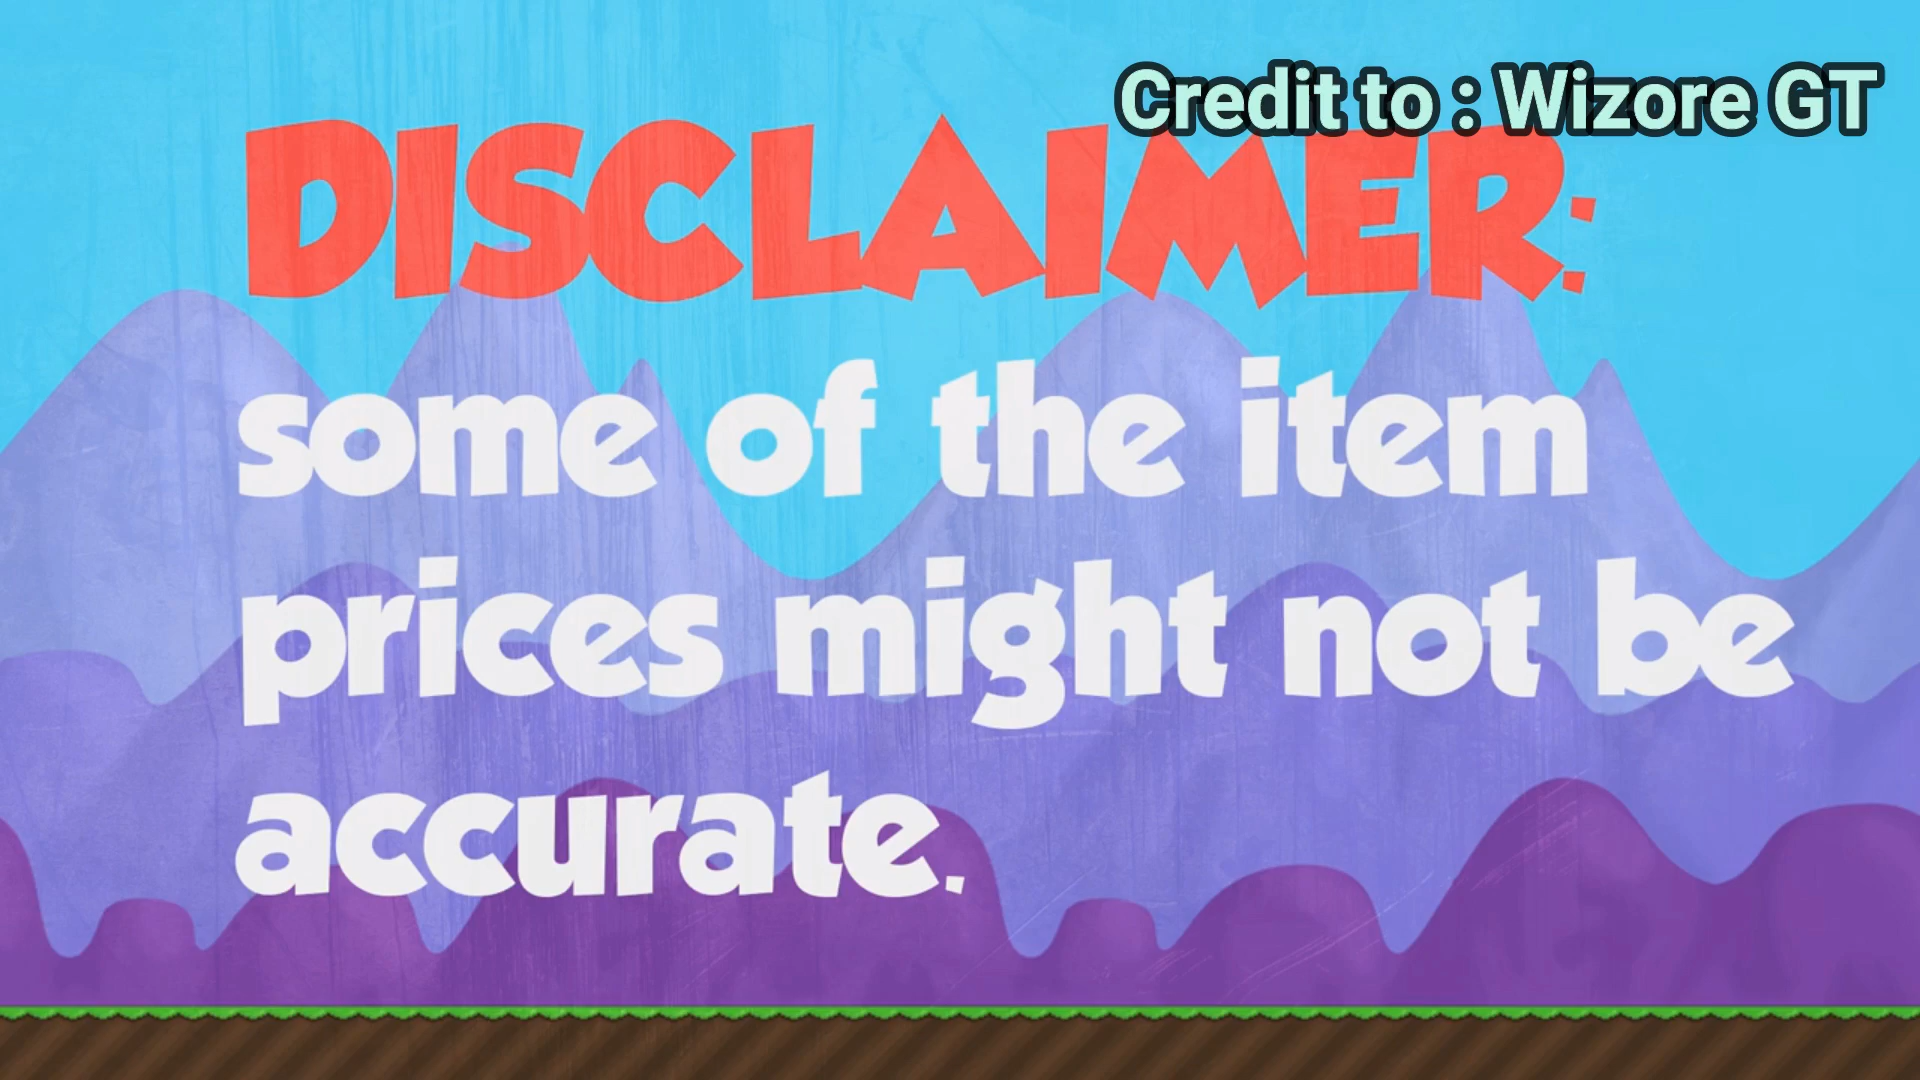 Credit to : Wizore GT
DISCLAIMER:
some of the item
prices might not be
accurate.